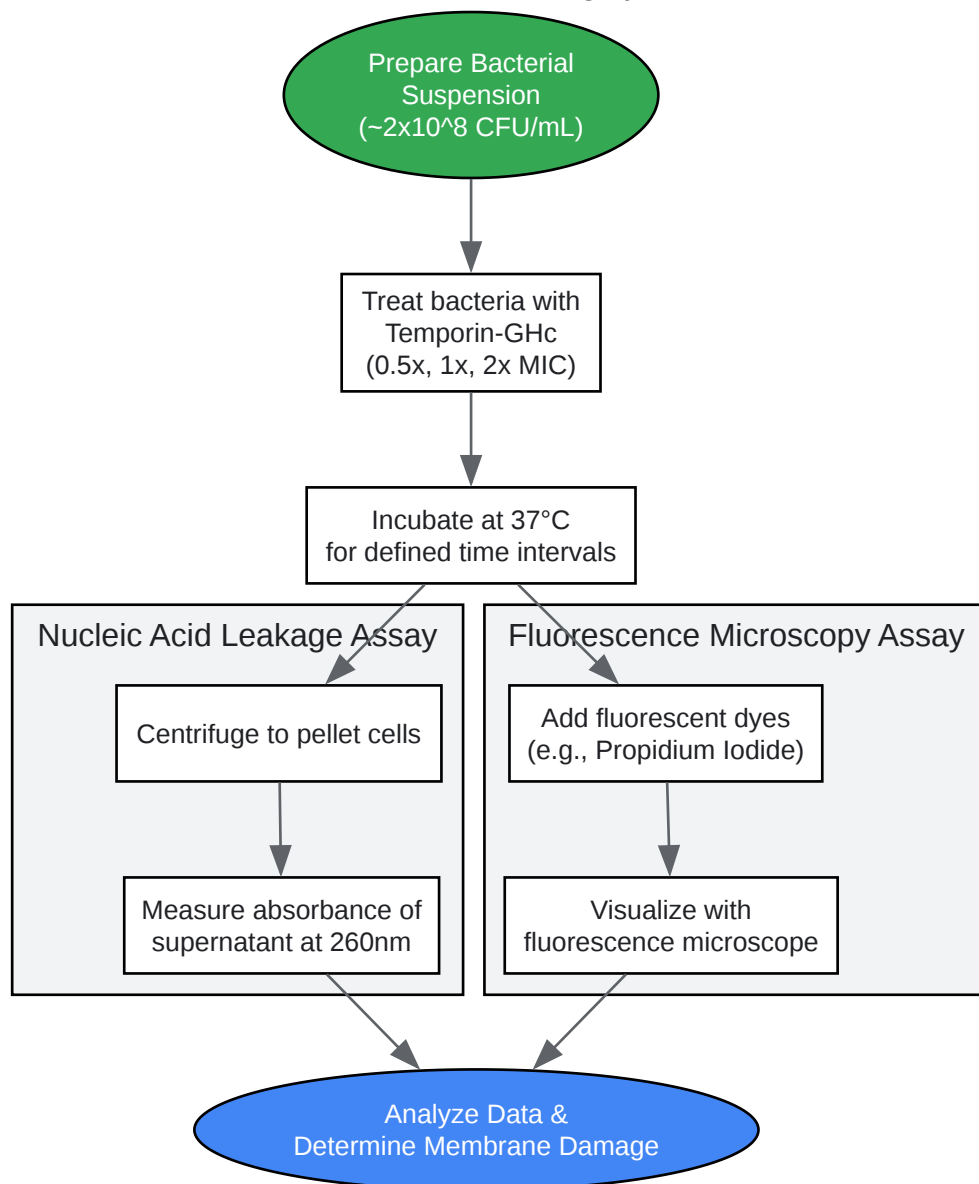 Prepare Bacterial
Suspension
(~2x10^8 CFU/mL)
Treat bacteria with
Temporin-GHc
(0.5x, 1x, 2x MIC)
Incubate at 37°C
for defined time intervals
Nucleic Acid Leakage Assay
Centrifuge to pellet cells
Measure absorbance of
supernatant at 260nm
Fluorescence Microscopy Assay
Add fluorescent dyes
(e.g., Propidium Iodide)
Visualize with
fluorescence microscope
Analyze Data &
Determine Membrane Damage